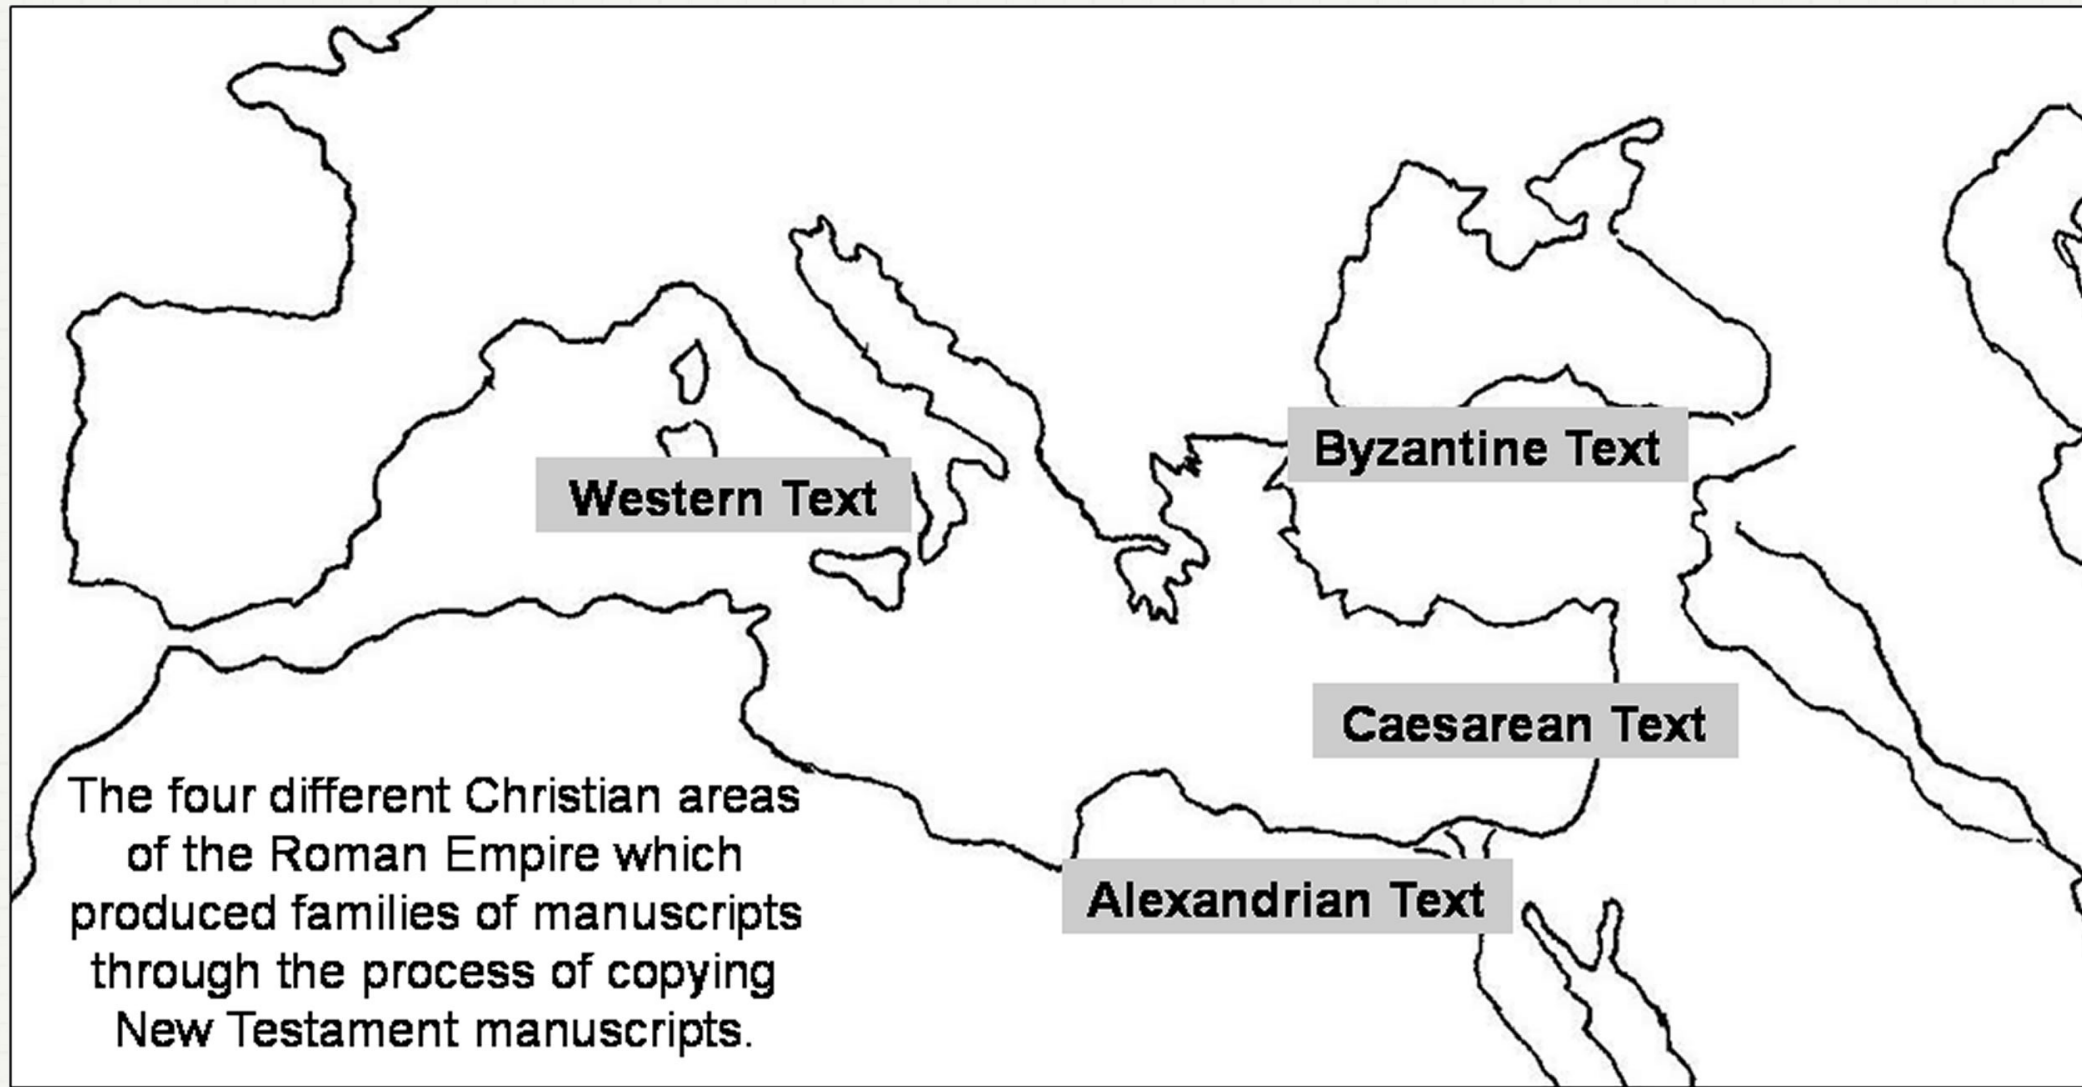 Byzantine Text
Western Text
Caesarean Text
The four different Christian areas
of the Roman Empire which
produced families of manuscripts
through the process of copying
New Testament manuscripts.
Alexandrian Text